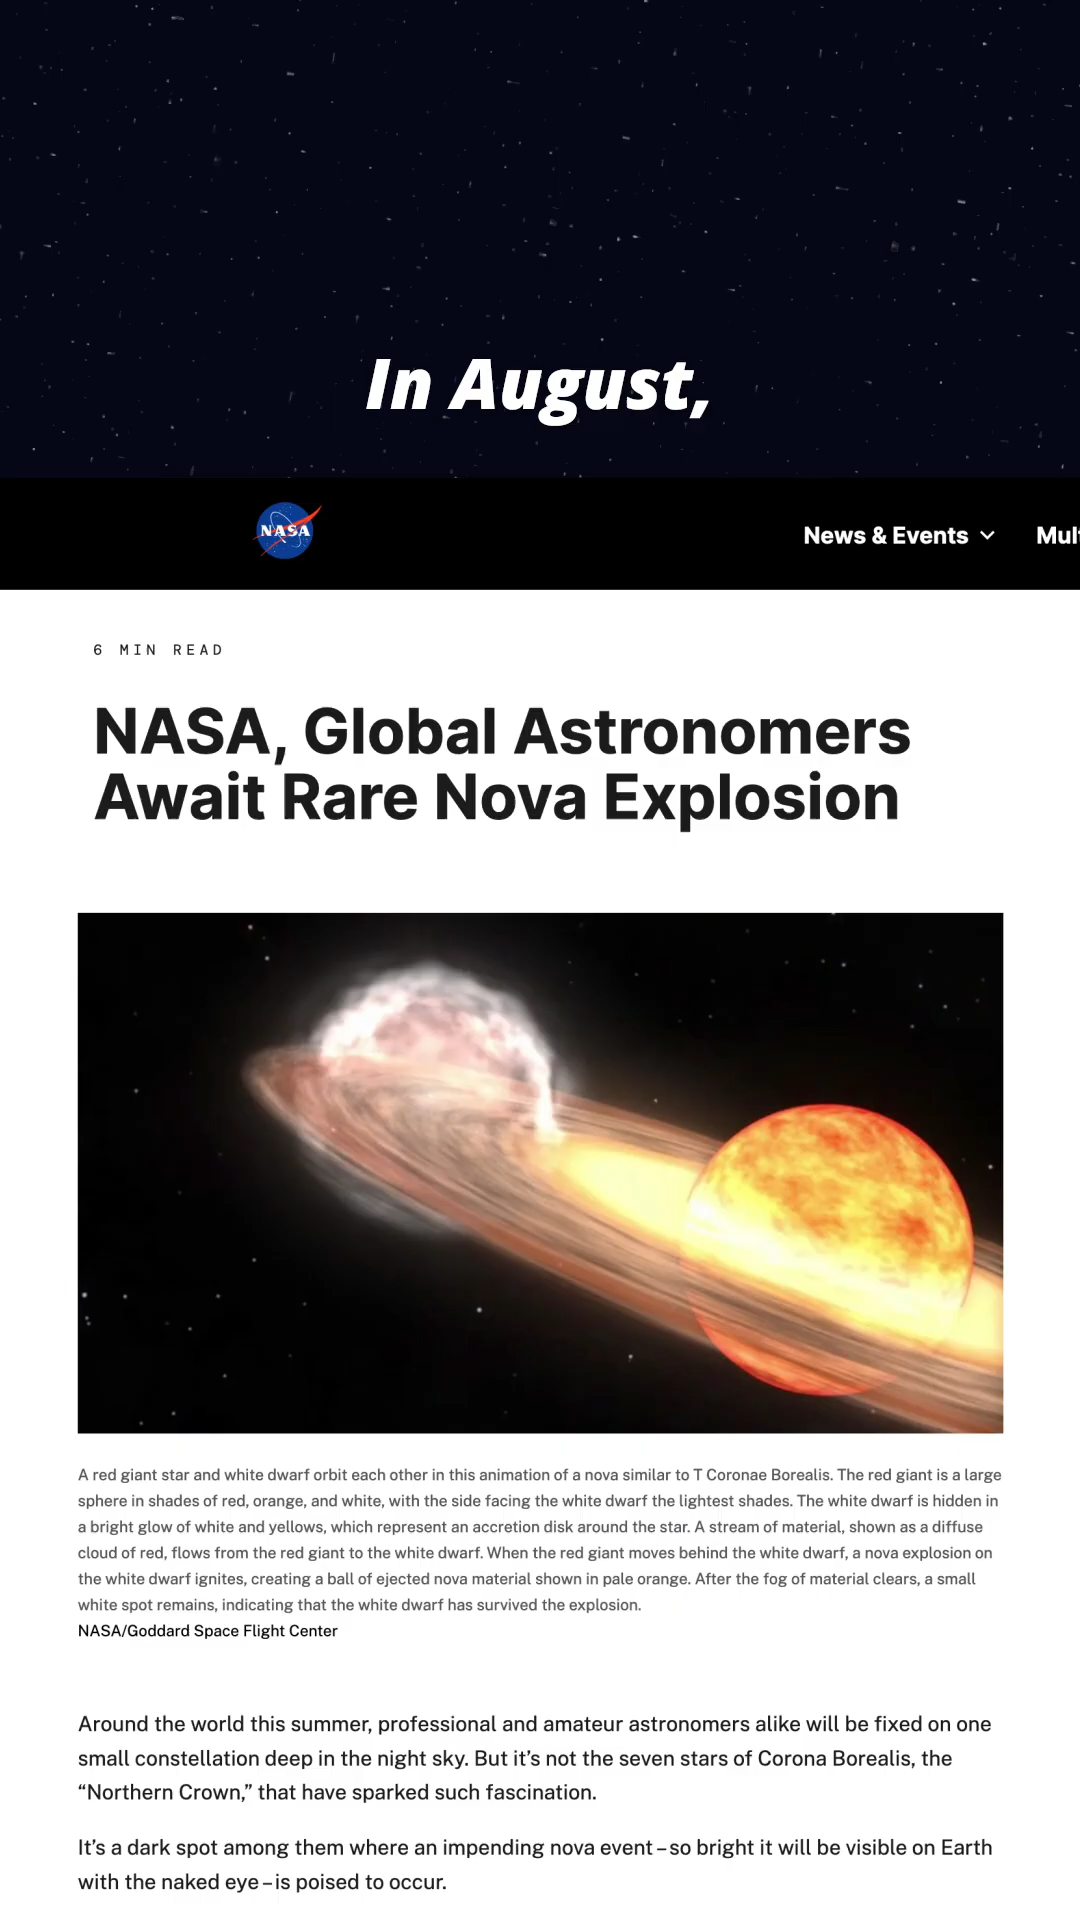 In August,
NASA
News & Events
Mul
6 MIN READ
NASA, Global Astronomers
Await Rare Nova Explosion
A red giant star and white dwarf orbit each other in this animation of a nova similar to T Coronae Borealis. The red giant is a large
sphere in shades of red, orange, and white, with the side facing the white dwarf the lightest shades. The white dwarf is hidden in
a bright glow of white and yellows, which represent an accretion disk around the star. A stream of material, shown as a diffuse
cloud of red, flows from the red giant to the white dwarf. When the red giant moves behind the white dwarf, a nova explosion on
the white dwarf ignites, creating a ball of ejected nova material shown in pale orange. After the fog of material clears, a small
white spot remains, indicating that the white dwarf has survived the explosion.
NASA/Goddard Space Flight Center
Around the world this summer, professional and amateur astronomers alike will be fixed on one
small constellation deep in the night sky. But it’s not the seven stars of Corona Borealis, the
“Northern Crown,” that have sparked such fascination.
It’s a dark spot among them where an impending nova event – so bright it will be visible on Earth
with the naked eye – is poised to occur.